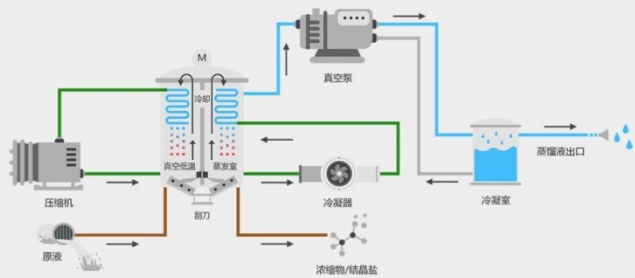 M
真空泵
冷却
真空低温
蒸发室
压缩机
冷凝器
刮刀
原液
浓缩物/结晶盐
蒸馏液出口
冷凝室